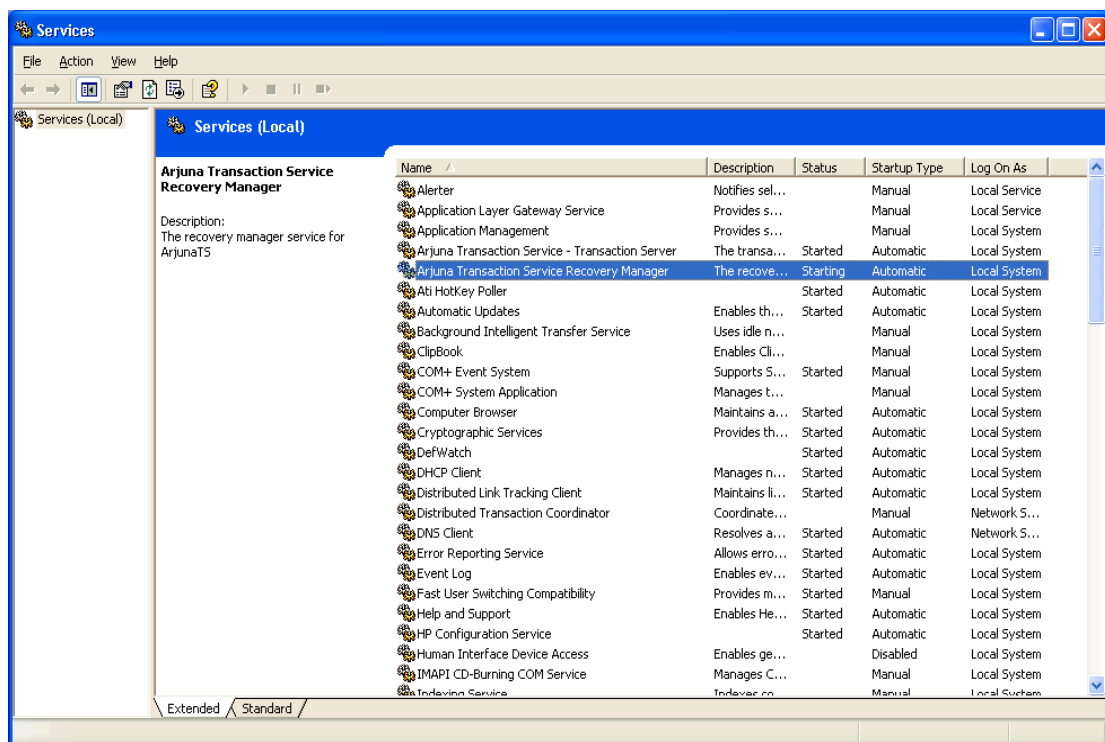 Services
File Action View Help
Services (Local)
Services (Local)
Arjuna Transaction Service
Recovery Manager
Description:
The recovery manager service for
ArjunaTS
Name Description Status Startup Type Log On As
Alerter Notifies sel... Manual Local Service
Application Layer Gateway Service Provides s... Manual Local Service
Application Management Provides s... Manual Local System
Arjuna Transaction Service - Transaction Server The transa... Started Automatic Local System
Arjuna Transaction Service Recovery Manager The recove... Starting Automatic Local System
Ati HotKey Poller Started Automatic Local System
Automatic Updates Enables th... Started Automatic Local System
Background Intelligent Transfer Service Uses idle n... Manual Local System
ClipBook Enables Cli... Manual Local System
COM+ Event System Supports S... Started Manual Local System
COM+ System Application Manages t... Manual Local System
Computer Browser Maintains a... Started Automatic Local System
Cryptographic Services Provides th... Started Automatic Local System
DefWatch Started Automatic Local System
DHCP Client Manages n... Started Automatic Local System
Distributed Link Tracking Client Maintains li... Started Automatic Local System
Distributed Transaction Coordinator Coordinate... Manual Network S...
DNS Client Resolves a... Started Automatic Network S...
Error Reporting Service Allows erro... Started Automatic Local System
Event Log Enables ev... Started Automatic Local System
Fast User Switching Compatibility Provides m... Started Manual Local System
Help and Support Enables He... Started Automatic Local System
HP Configuration Service Started Automatic Local System
Human Interface Device Access Enables ge... Disabled Local System
IMAPI CD-Burning COM Service Manages C... Manual Local System
Indexing Service Indexes co... Manual Local System
Extended Standard